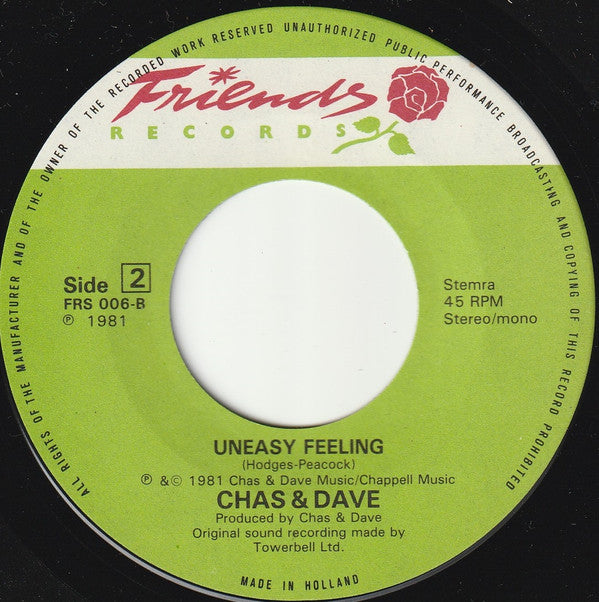 ALL RIGHTS OF THE MANUFACTURER AND OF THE OWNER OF THE RECORDED WORK RESERVED UNAUTHORIZED PUBLIC PERFORMANCE BROADCASTING AND COPYING OF THIS RECORD PROHIBITED
Friends
RECORDS
Side 2
FRS 006-B
℗ 1981
Stemra
45 RPM
Stereo/mono
UNEASY FEELING
(Hodges-Peacock)
℗ &© 1981 Chas & Dave Music/Chappell Music
CHAS & DAVE
Produced by Chas & Dave
Original sound recording made by
Towerbell Ltd.
MADE IN HOLLAND